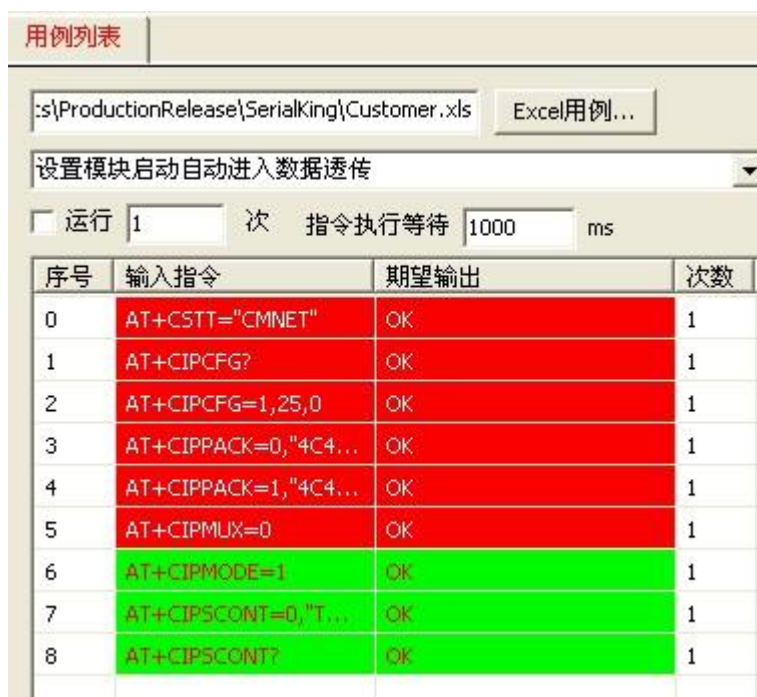 用例列表
:s\ProductionRelease\SerialKing\Customer.xls Excel用例...
设置模块启动自动进入数据透传
运行 1 次 指令执行等待 1000 ms
序号 输入指令 期望输出 次数
0 AT+CSTT="CMNET" OK 1
1 AT+CIPCFG? OK 1
2 AT+CIPCFG=1,25,0 OK 1
3 AT+CIPPACK=0,"4C4... OK 1
4 AT+CIPPACK=1,"4C4... OK 1
5 AT+CIPMUX=0 OK 1
6 AT+CIPMODE=1 OK 1
7 AT+CIPSCONT=0,"T... OK 1
8 AT+CIPSCONT? OK 1